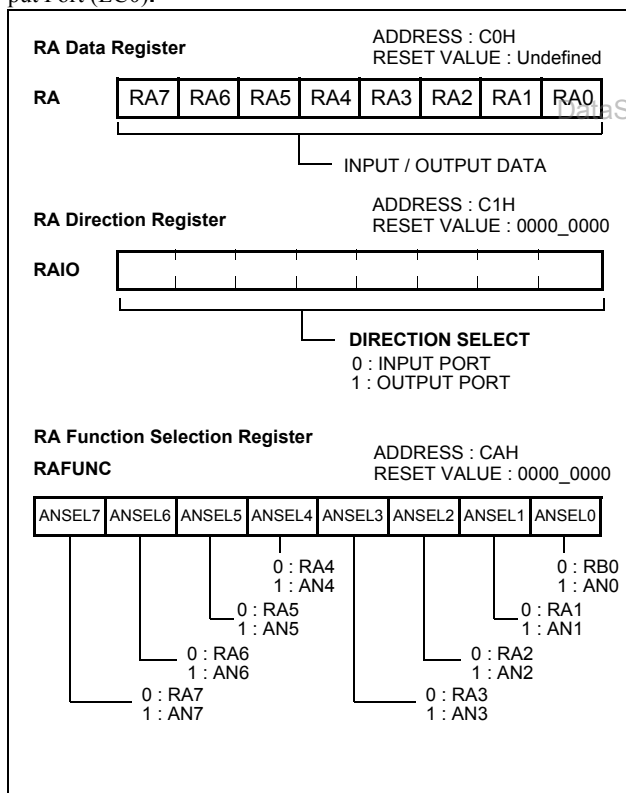 put Port (EC0).
RA Data Register
ADDRESS : C0H
RESET VALUE : Undefined
RA
RA7 RA6 RA5 RA4 RA3 RA2 RA1 RA0
DataS
INPUT / OUTPUT DATA
RA Direction Register
ADDRESS : C1H
RESET VALUE : 0000_0000
RAIO
DIRECTION SELECT
0 : INPUT PORT
1 : OUTPUT PORT
RA Function Selection Register
RAFUNC
ADDRESS : CAH
RESET VALUE : 0000_0000
ANSEL7 ANSEL6 ANSEL5 ANSEL4 ANSEL3 ANSEL2 ANSEL1 ANSEL0
0 : RA4
1 : AN4
0 : RB0
1 : AN0
0 : RA5
1 : AN5
0 : RA1
1 : AN1
0 : RA6
1 : AN6
0 : RA2
1 : AN2
0 : RA7
1 : AN7
0 : RA3
1 : AN3